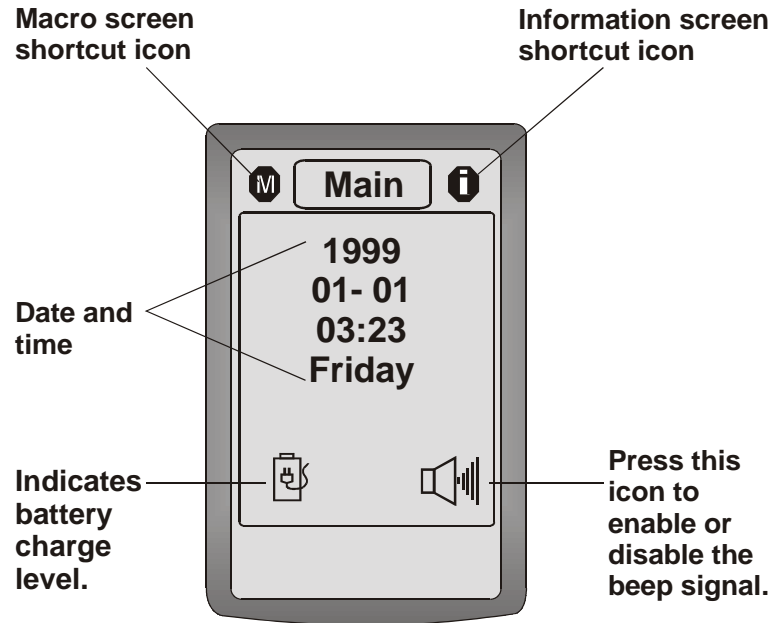 Macro screen
shortcut icon
Information screen
shortcut icon
M
Main
i
1999
01- 01
03:23
Friday
Date and
time
Indicates
battery
charge
level.
Press this
icon to
enable or
disable the
beep signal.